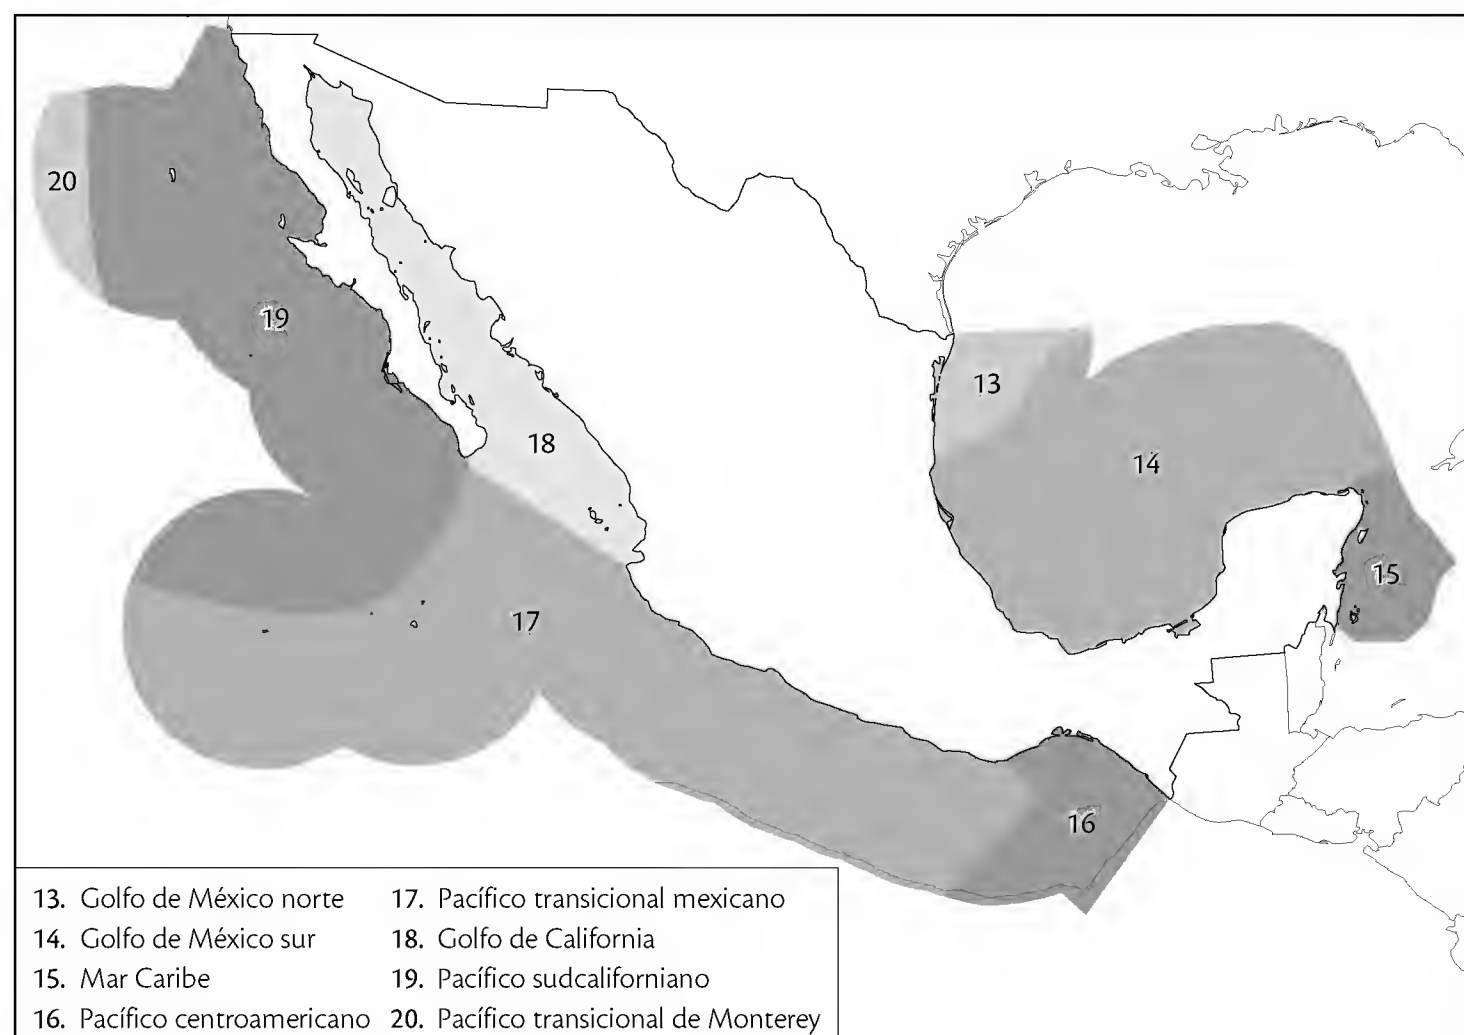 20
19
18
13
14
15
17
16
13. Golfo de México norte
14. Golfo de México sur
15. Mar Caribe
16. Pacífico centroamericano
17. Pacífico transicional mexicano
18. Golfo de California
19. Pacífico sudcaliforniano
20. Pacífico transicional de Monterey